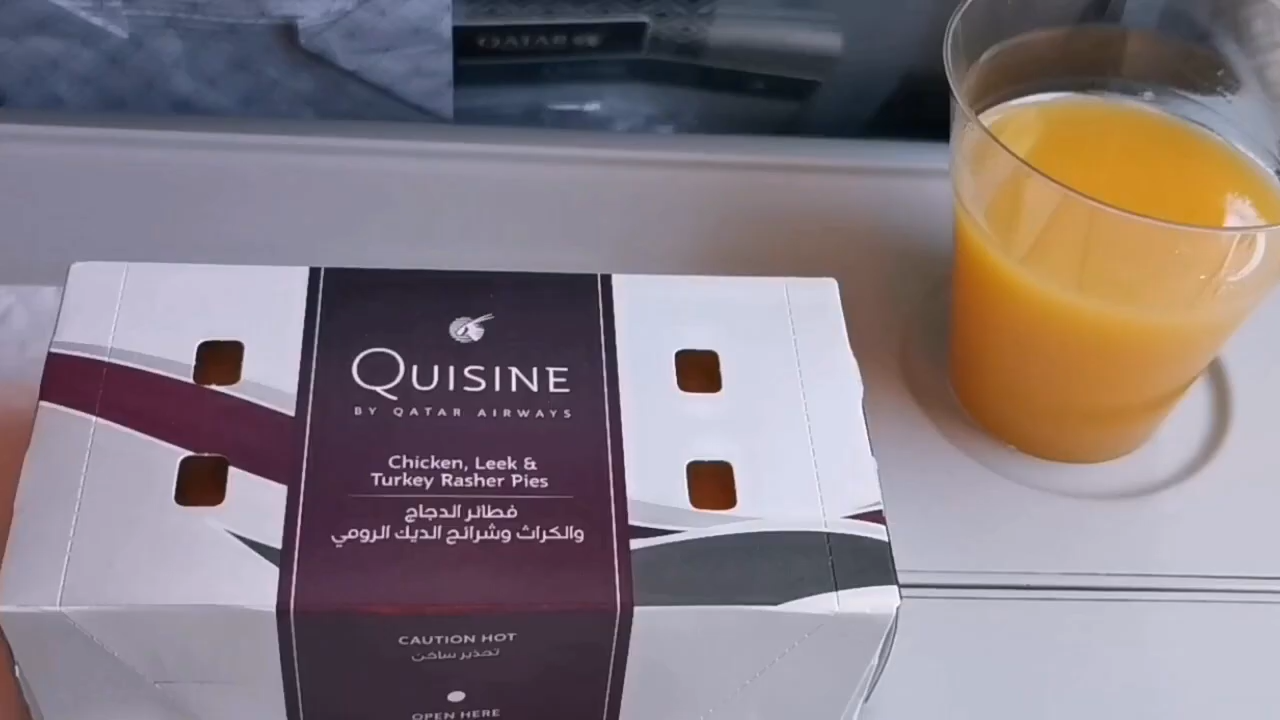 QATAR
QUISINE
BY QATAR AIRWAYS
Chicken, Leek &
Turkey Rasher Pies
فطائر الدجاج
والكراث وشرائح الديك الرومي
CAUTION HOT
تحذير ساخن
OPEN HERE